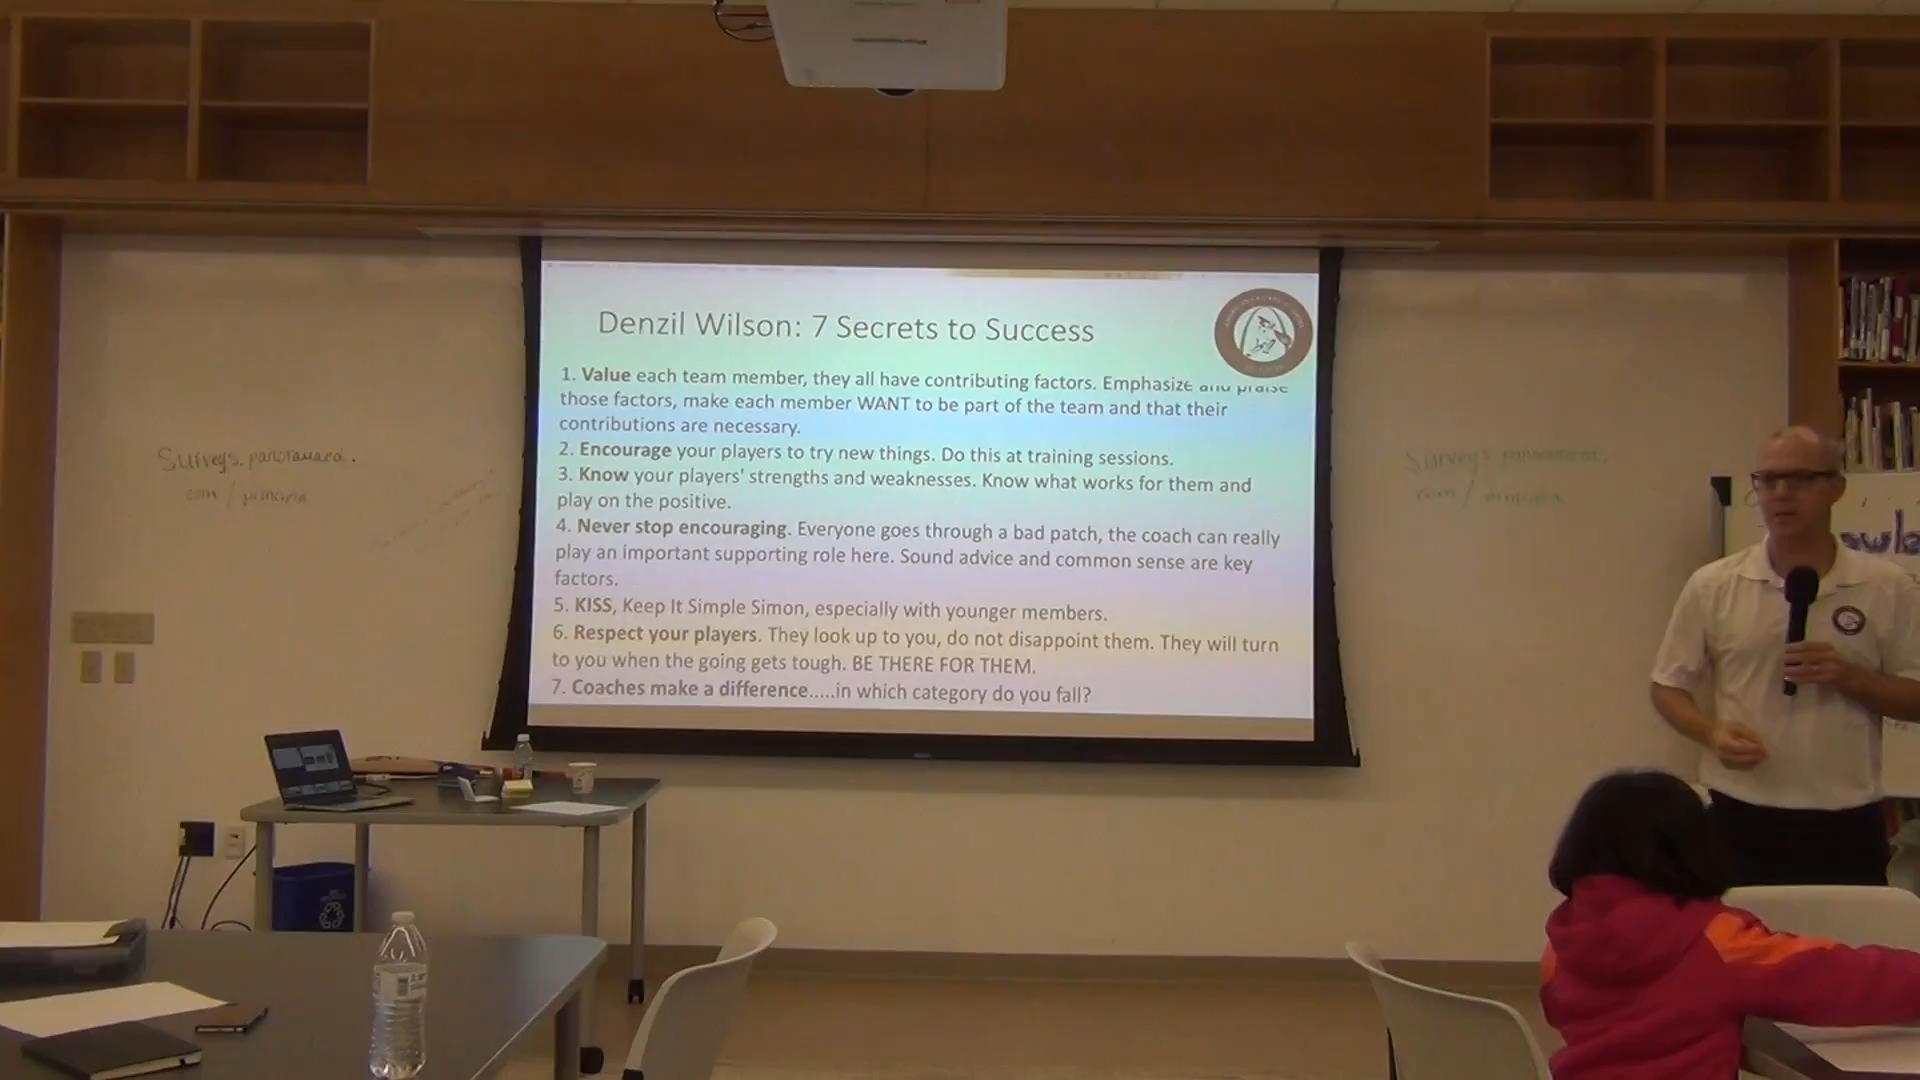 Denzil Wilson: 7 Secrets to Success
1. Value each team member, they all have contributing factors. Emphasize and praise
those factors, make each member WANT to be part of the team and that their
contributions are necessary.
2. Encourage your players to try new things. Do this at training sessions.
3. Know your players' strengths and weaknesses. Know what works for them and
play on the positive.
4. Never stop encouraging. Everyone goes through a bad patch, the coach can really
play an important supporting role here. Sound advice and common sense are key
factors.
5. KISS, Keep It Simple Simon, especially with younger members.
6. Respect your players. They look up to you, do not disappoint them. They will turn
to you when the going gets tough. BE THERE FOR THEM.
7. Coaches make a difference.....in which category do you fall?
Surveys.panoramaed.
com/principia
Surveys
com/